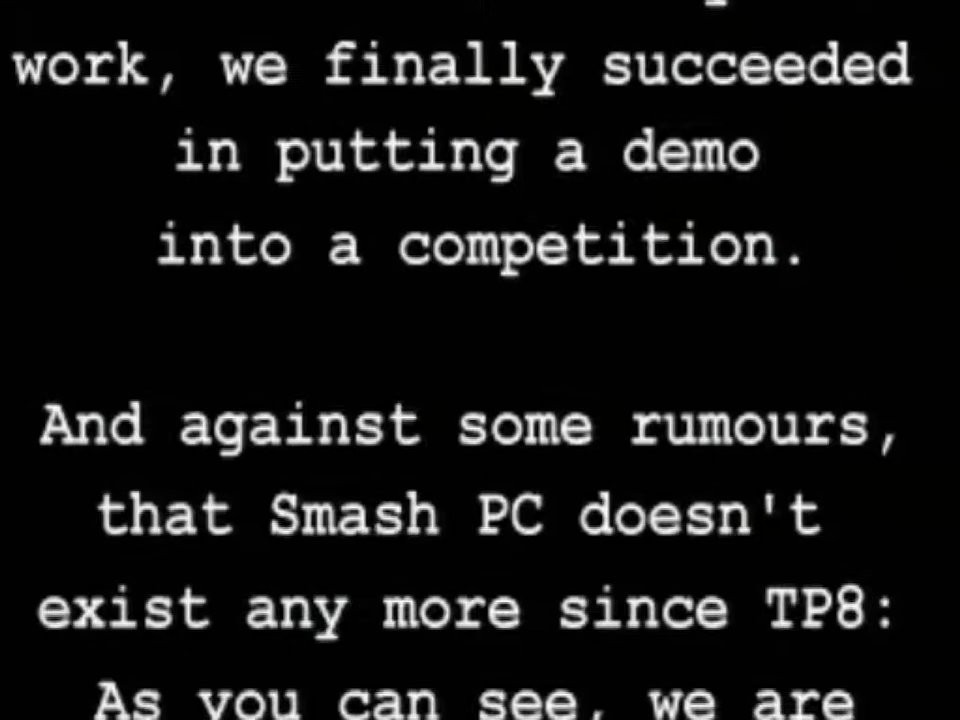 work, we finally succeeded
in putting a demo
into a competition.
And against some rumours,
that Smash PC doesn't
exist any more since TP8:
As you can see, we are